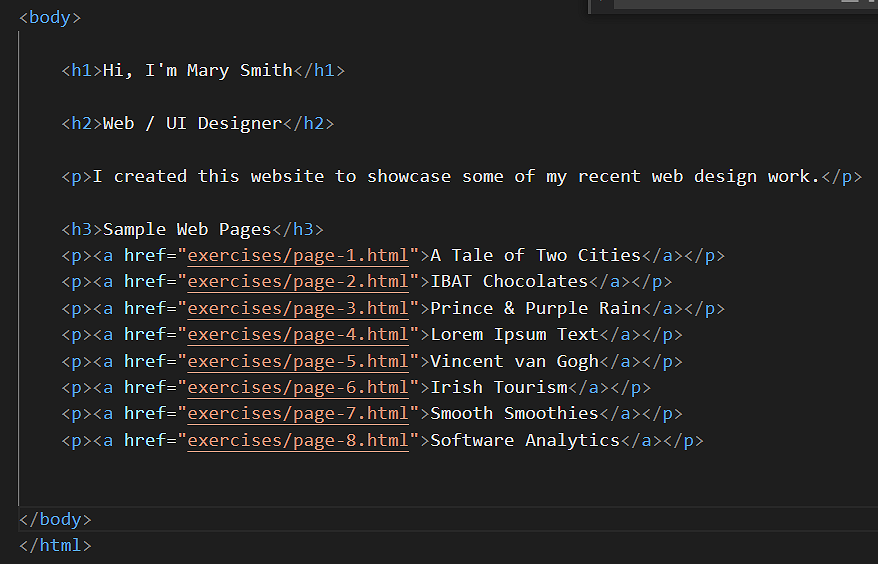 <body>
<h1>Hi, I'm Mary Smith</h1>
<h2>Web / UI Designer</h2>
<p>I created this website to showcase some of my recent web design work.</p>
<h3>Sample Web Pages</h3>
<p><a href="exercises/page-1.html">A Tale of Two Cities</a></p>
<p><a href="exercises/page-2.html">IBAT Chocolates</a></p>
<p><a href="exercises/page-3.html">Prince & Purple Rain</a></p>
<p><a href="exercises/page-4.html">Lorem Ipsum Text</a></p>
<p><a href="exercises/page-5.html">Vincent van Gogh</a></p>
<p><a href="exercises/page-6.html">Irish Tourism</a></p>
<p><a href="exercises/page-7.html">Smooth Smoothies</a></p>
<p><a href="exercises/page-8.html">Software Analytics</a></p>
</body>
</html>